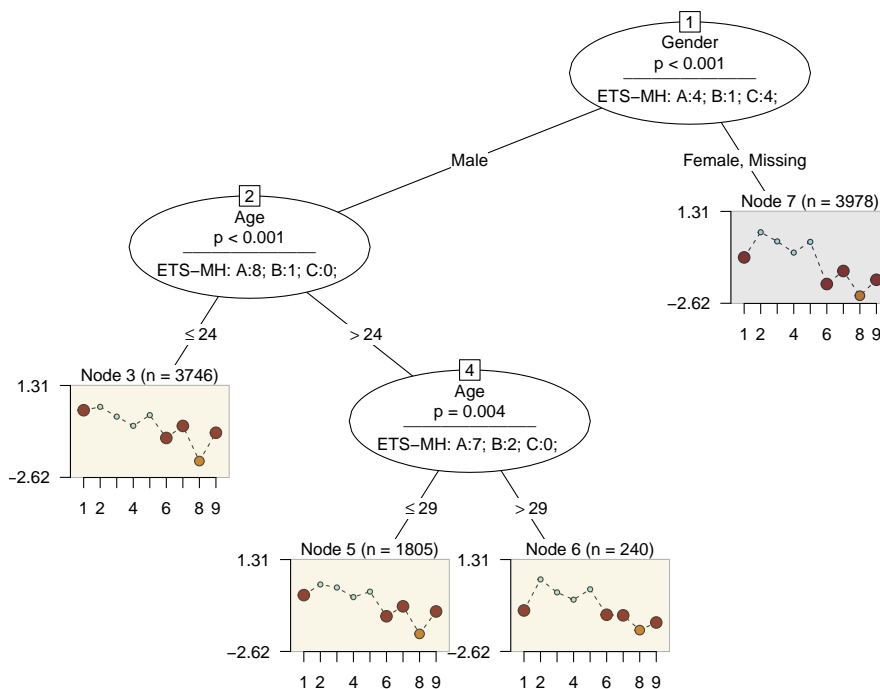 1
Gender
p < 0.001
ETS−MH: A:4; B:1; C:4;
Male
Female, Missing
2
Age
p < 0.001
ETS−MH: A:8; B:1; C:0;
Node 7 (n = 3978)
1.31
−2.62
1 2 4 6 8 9
≤ 24
> 24
Node 3 (n = 3746)
1.31
−2.62
1 2 4 6 8 9
4
Age
p = 0.004
ETS−MH: A:7; B:2; C:0;
≤ 29
> 29
Node 5 (n = 1805)
1.31
−2.62
1 2 4 6 8 9
Node 6 (n = 240)
1.31
−2.62
1 2 4 6 8 9